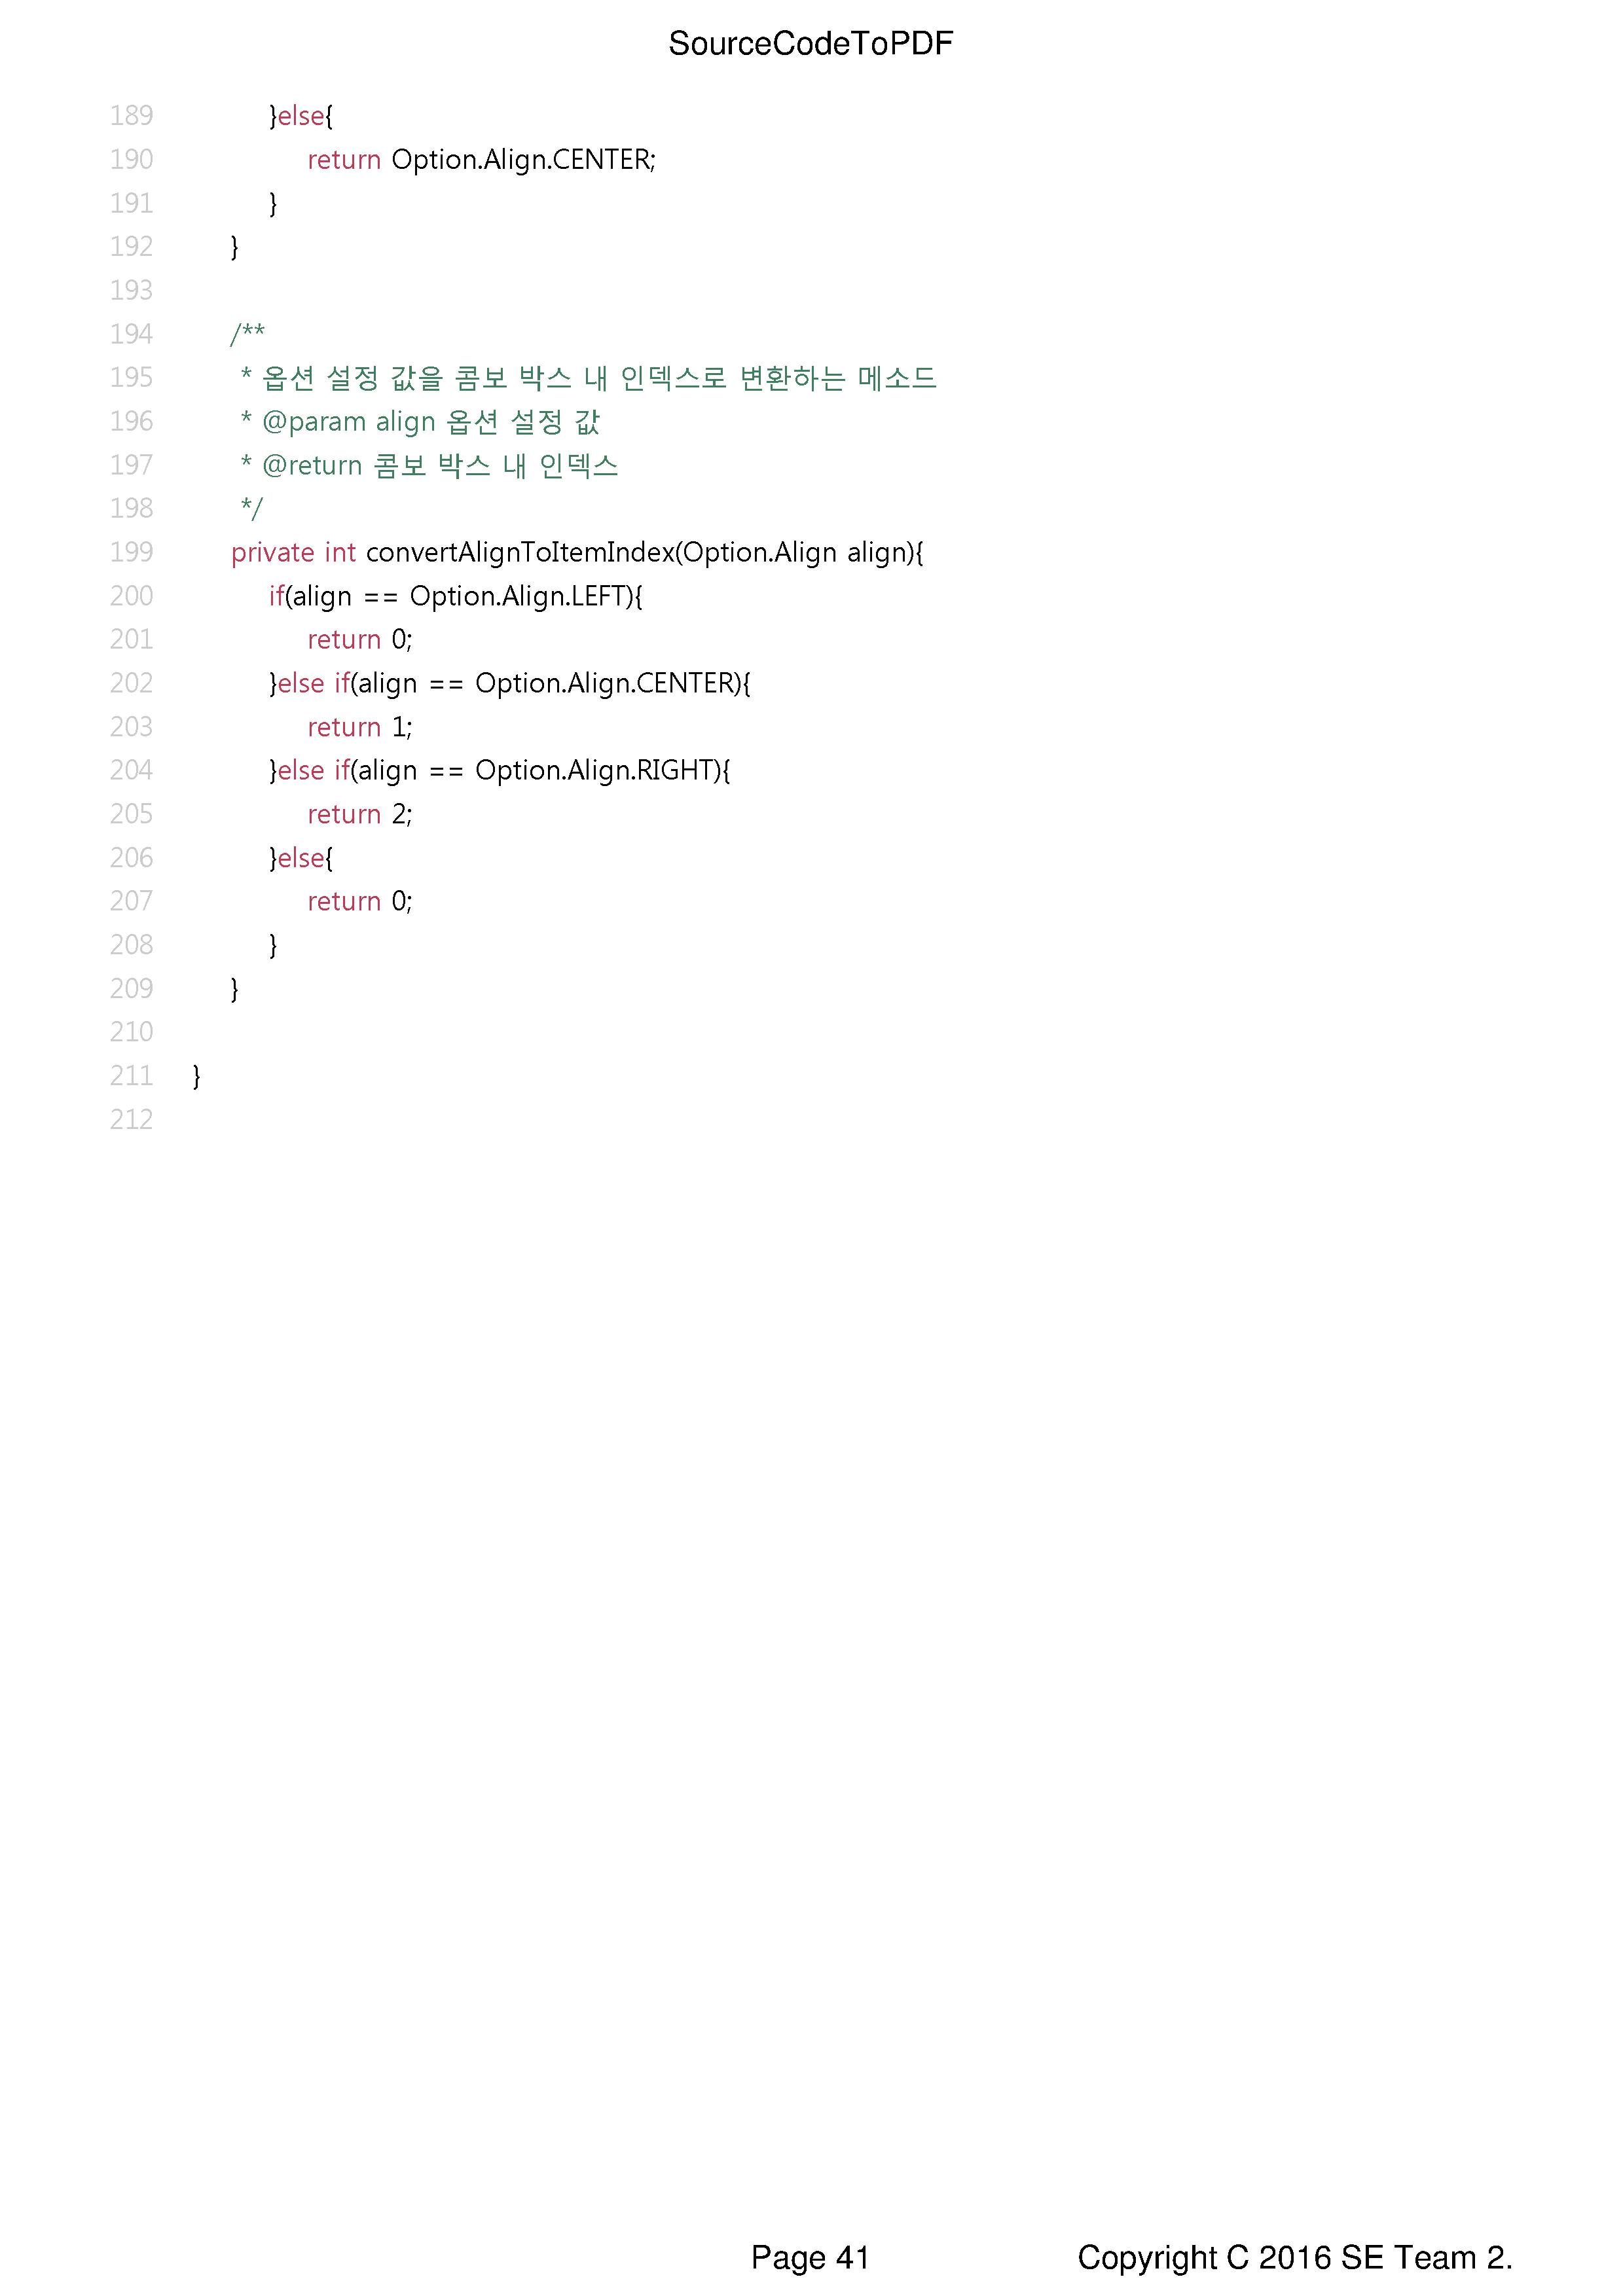 SourceCodeToPDF
189 }else{
190 return Option.Align.CENTER;
191 }
192 }
193
194 /**
195 * 옵션 설정 값을 콤보 박스 내 인덱스로 변환하는 메소드
196 * @param align 옵션 설정 값
197 * @return 콤보 박스 내 인덱스
198 */
199 private int convertAlignToItemIndex(Option.Align align){
200 if(align == Option.Align.LEFT){
201 return 0;
202 }else if(align == Option.Align.CENTER){
203 return 1;
204 }else if(align == Option.Align.RIGHT){
205 return 2;
206 }else{
207 return 0;
208 }
209 }
210
211 }
212
Page 41 Copyright C 2016 SE Team 2.